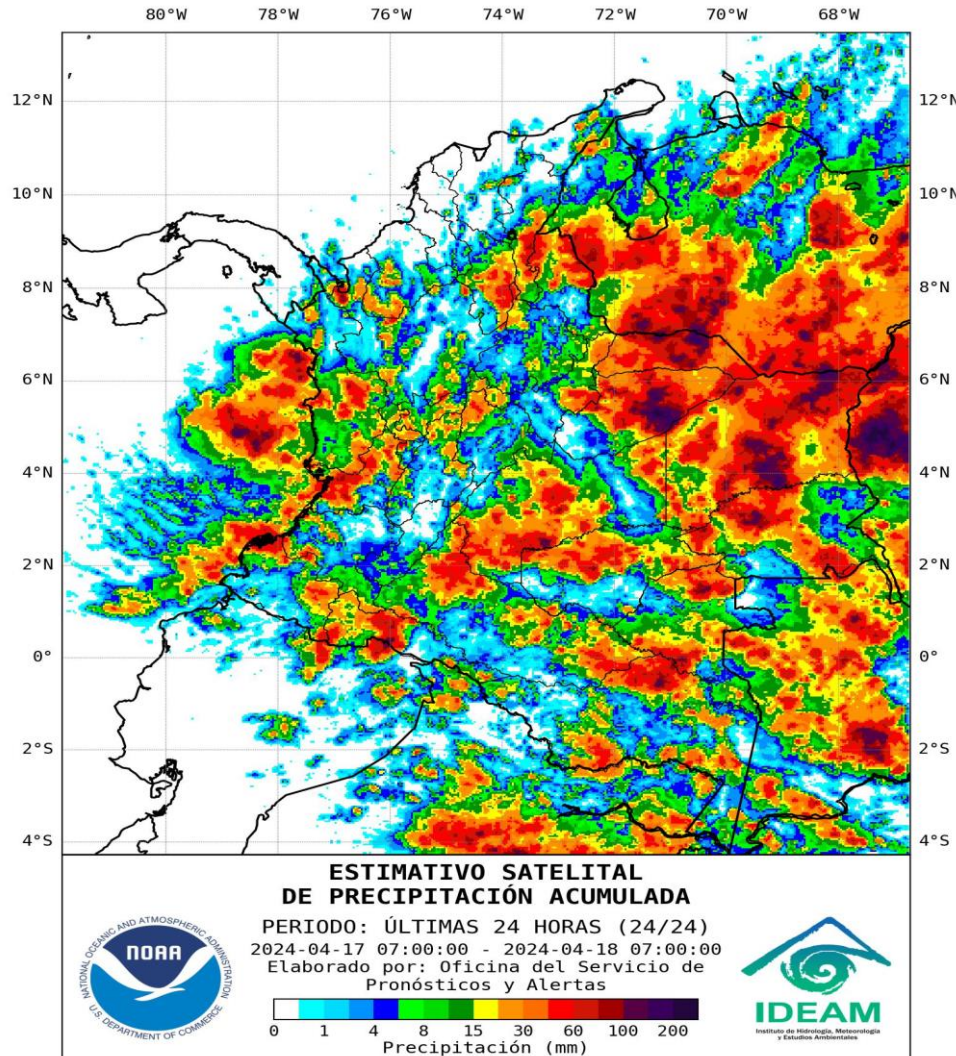 80°W 78°W 76°W 74°W 72°W 70°W 68°W
12°N 12°N
10°N 10°N
8°N 8°N
6°N 6°N
4°N 4°N
2°N 2°N
0° 0°
2°S 2°S
4°S 4°S
ESTIMATIVO SATELITAL
DE PRECIPITACIÓN ACUMULADA
PERIODO: ÚLTIMAS 24 HORAS (24/24)
2024-04-17 07:00:00 - 2024-04-18 07:00:00
Elaborado por: Oficina del Servicio de
Pronósticos y Alertas
0 1 4 8 15 30 60 100 200
Precipitación (mm)
NATIONAL OCEANIC AND ATMOSPHERIC ADMINISTRATION
NOAA
U.S. DEPARTMENT OF COMMERCE
IDEAM
Instituto de Hidrología, Meteorología
y Estudios Ambientales